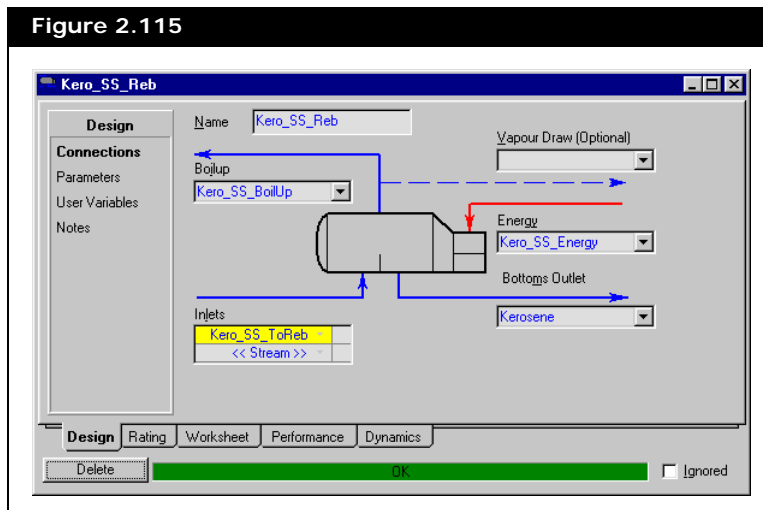 Figure 2.115
Kero_SS_Reb
Design
Connections
Parameters
User Variables
Notes
Name Kero_SS_Reb
Vapour Draw (Optional)
Boilup
Kero_SS_BoilUp
Energy
Kero_SS_Energy
Bottoms Outlet
Kerosene
Inlets
Kero_SS_ToReb
<< Stream >>
Design Rating Worksheet Performance Dynamics
Delete OK Ignored